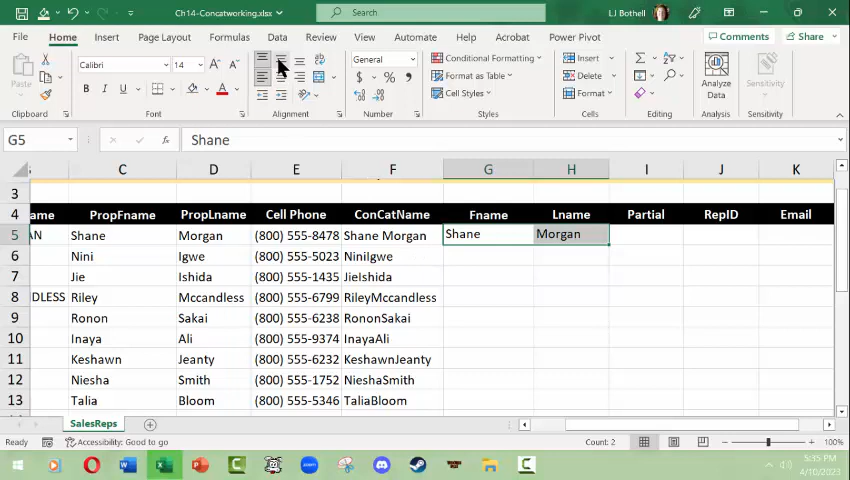 Ch14-Concatworking.xlsx
Search
LJ Bothell
File Home Insert Page Layout Formulas Data Review View Automate Help Acrobat Power Pivot Comments Share
Paste
Calibri 14
General
Conditional Formatting
Format as Table
Cell Styles
Insert
Delete
Format
Analyze Data
Sensitivity
Clipboard Font Alignment Number Styles Cells Editing Analysis Sensitivity
G5 fx Shane
C D E F G H I J K
3
4 ame PropFname PropLname Cell Phone ConCatName Fname Lname Partial RepID Email
5 AN Shane Morgan (800) 555-8478 Shane Morgan Shane Morgan
6 Nini Igwe (800) 555-5023 NiniIgwe
7 Jie Ishida (800) 555-1435 JieIshida
8 DLESS Riley Mccandless (800) 555-6799 RileyMccandless
9 Ronon Sakai (800) 555-6238 RononSakai
10 Inaya Ali (800) 555-9374 InayaAli
11 Keshawn Jeanty (800) 555-6232 KeshawnJeanty
12 Niesha Smith (800) 555-1752 NieshaSmith
13 Talia Bloom (800) 555-5346 TaliaBloom
SalesReps
Ready Accessibility: Good to go Count: 2 100%
5:35 PM
4/10/2023